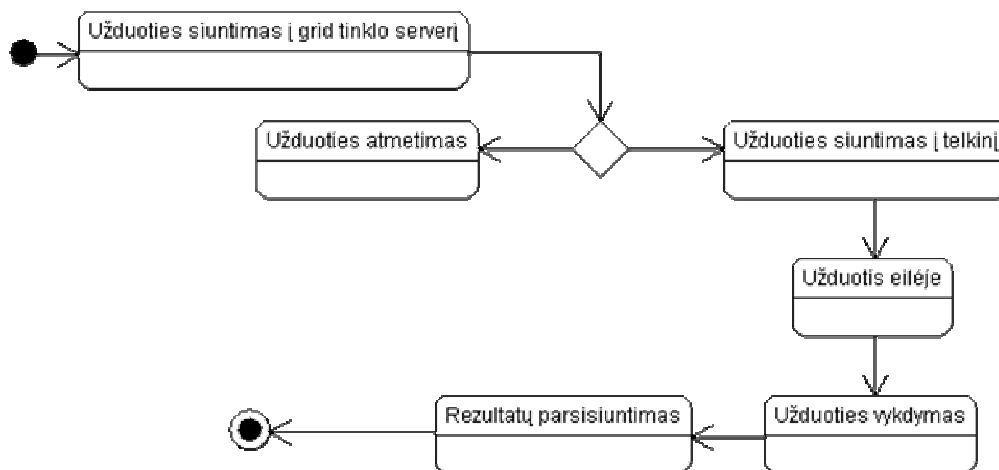 Užduoties siuntimas į grid tinklo serverį
Užduoties atmetimas
Užduoties siuntimas į telkinį
Užduotis eilėje
Rezultatų parsisiuntimas
Užduoties vykdymas